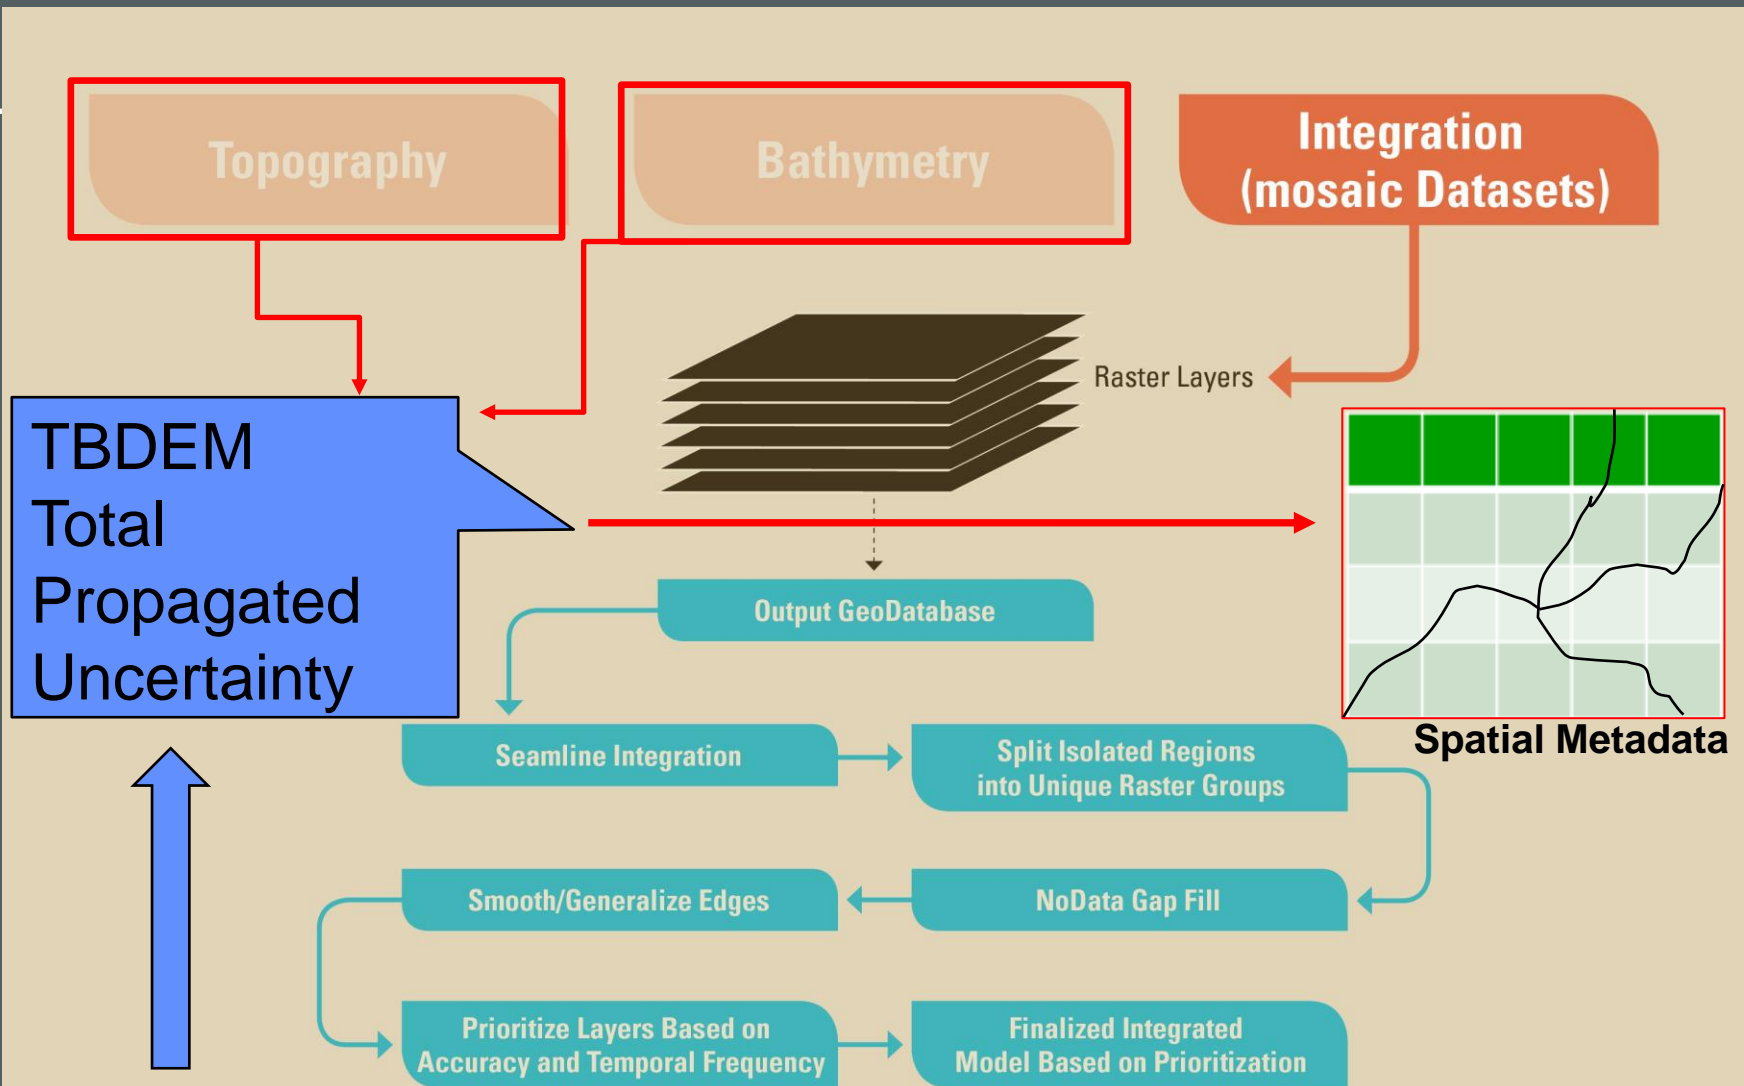 Topography
Bathymetry
Integration
(mosaic Datasets)
Raster Layers
TBDEM
Total
Propagated
Uncertainty
Output GeoDatabase
Spatial Metadata
Seamline Integration
Split Isolated Regions
into Unique Raster Groups
Smooth/Generalize Edges
NoData Gap Fill
Prioritize Layers Based on
Accuracy and Temporal Frequency
Finalized Integrated
Model Based on Prioritization